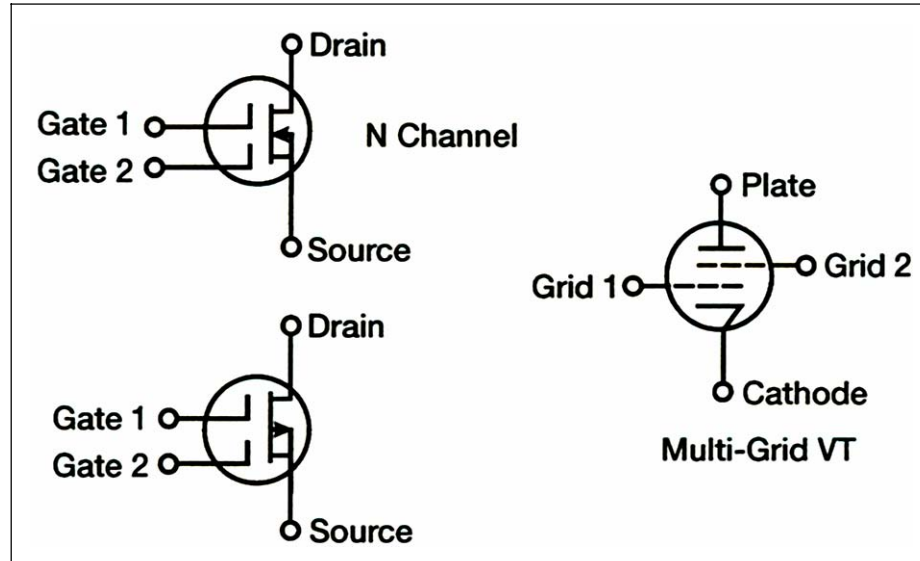 Drain
Gate 1
N Channel
Gate 2
Source
Plate
Grid 2
Grid 1
Cathode
Multi-Grid VT
Drain
Gate 1
Gate 2
Source